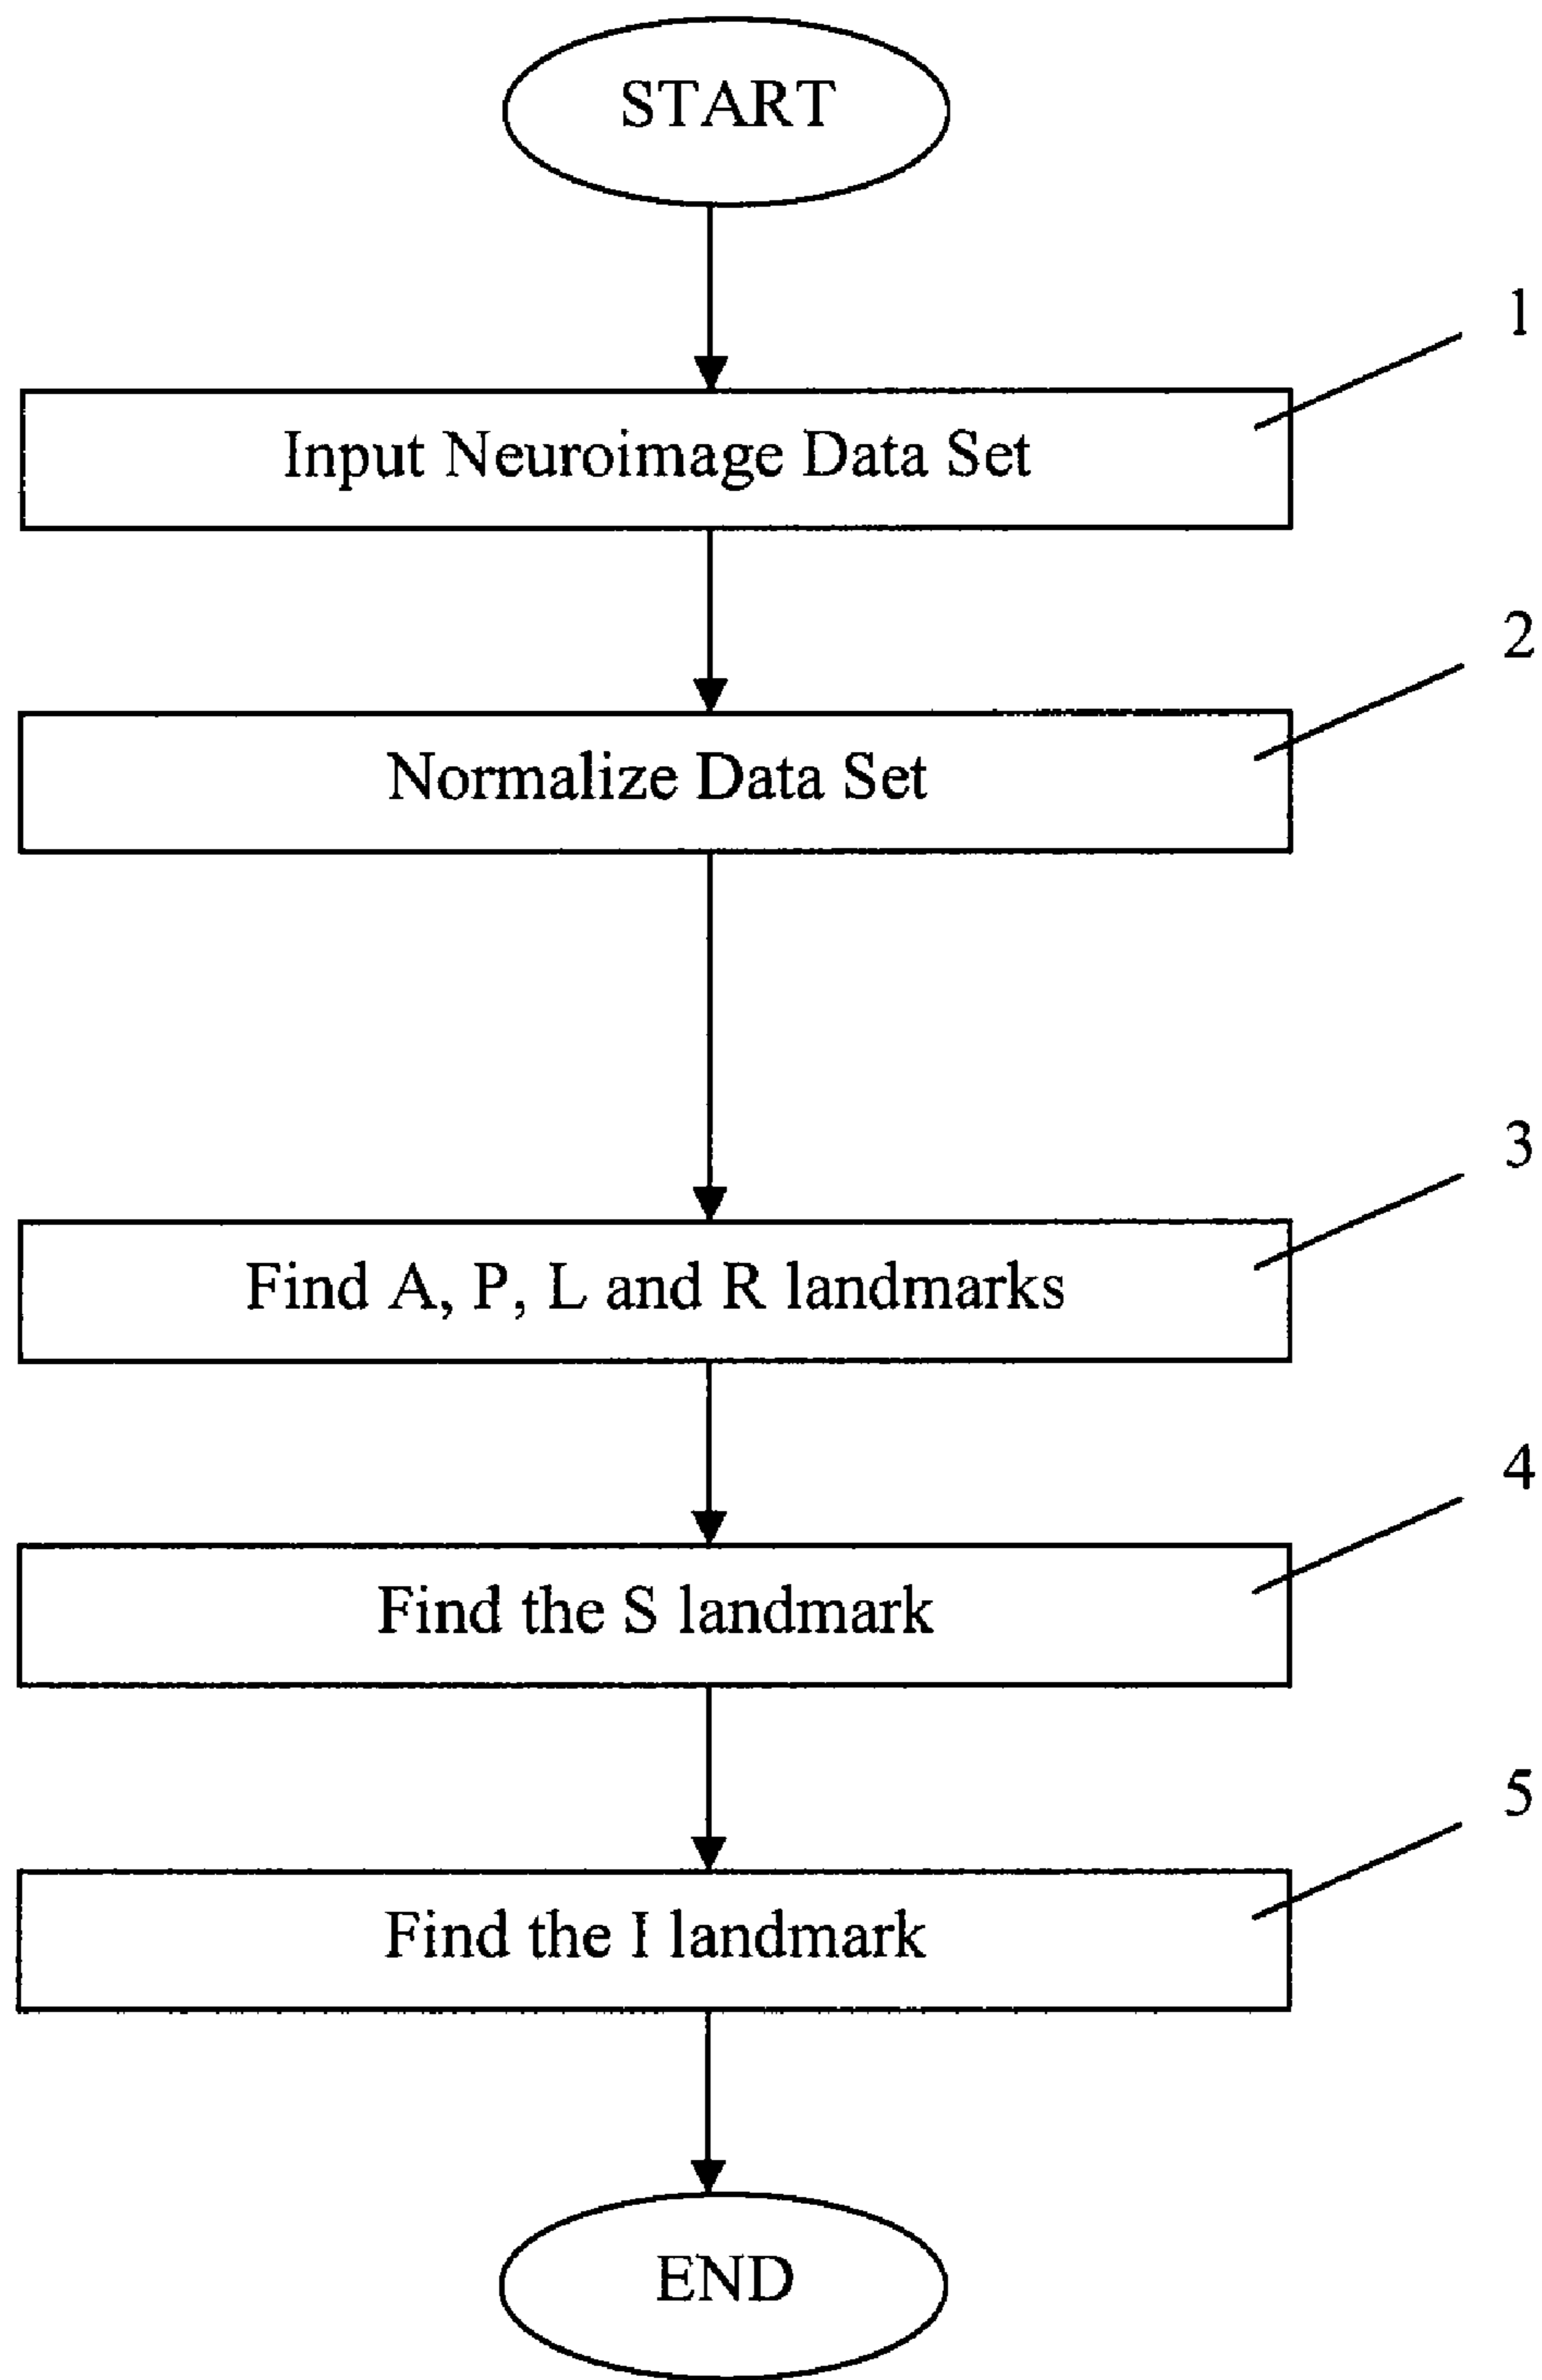 START
1
Input Neuroimage Data Set
2
Normalize Data Set
3
Find A, P, L and R landmarks
4
Find the S landmark
5
Find the I landmark
END